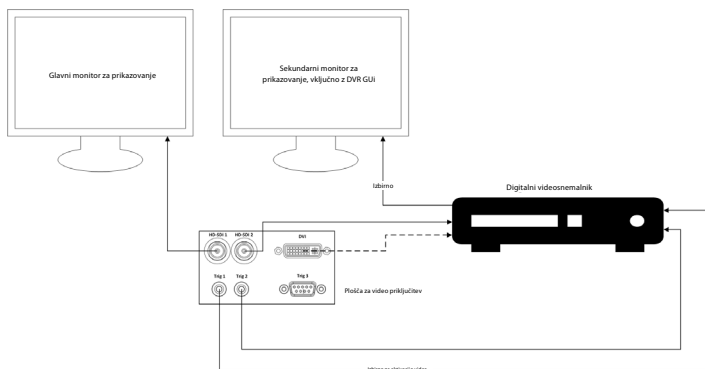 Glavni monitor za prikazovanje
Sekundarni monitor za
prikazovanje, vključno z DVR GUi
Izbirno
Digitalni videosnemalnik
HD-SDI 1
HD-SDI 2
DVI
Trig 1
Trig 2
Trig 3
Plošča za video priključitev